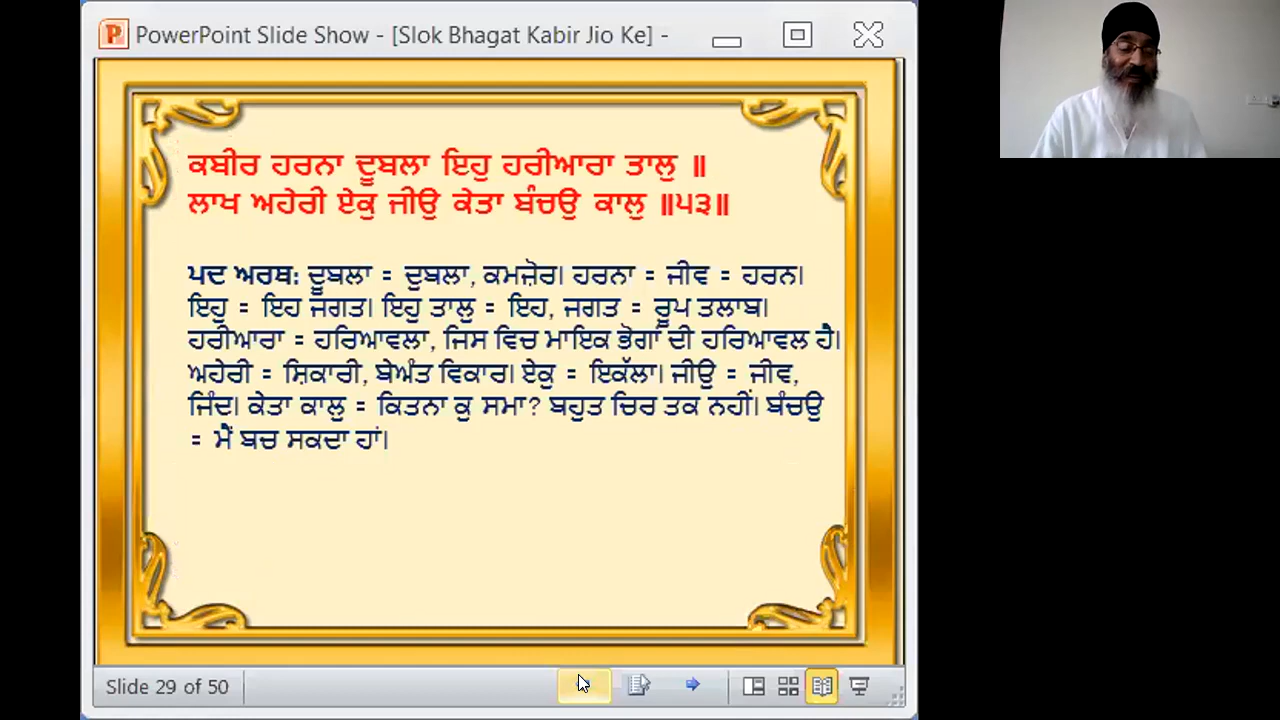 PowerPoint Slide Show - [Slok Bhagat Kabir Jio Ke] -
ਕਬੀਰ ਹਰਨਾ ਦੂਬਲਾ ਇਹੁ ਹਰੀਆਰਾ ਤਾਲੁ ॥
ਲਾਖ ਅਹੇਰੀ ਏਕੁ ਜੀਉ ਕੇਤਾ ਬੰਚਉ ਕਾਲੁ ॥੫੩॥
ਪਦ ਅਰਥ: ਦੂਬਲਾ = ਦੁਬਲਾ, ਕਮਜ਼ੋਰ। ਹਰਨਾ = ਜੀਵ = ਹਰਨ।
ਇਹੁ = ਇਹ ਜਗਤ। ਇਹੁ ਤਾਲੁ = ਇਹ, ਜਗਤ = ਰੂਪ ਤਲਾਬ।
ਹਰੀਆਰਾ = ਹਰਿਆਵਲਾ, ਜਿਸ ਵਿਚ ਮਾਇਕ ਭੋਗਾਂ ਦੀ ਹਰਿਆਵਲ ਹੈ।
ਅਹੇਰੀ = ਸ਼ਿਕਾਰੀ, ਬੇਅੰਤ ਵਿਕਾਰ। ਏਕੁ = ਇਕੱਲਾ। ਜੀਉ = ਜੀਵ,
ਜਿੰਦ। ਕੇਤਾ ਕਾਲੁ = ਕਿਤਨਾ ਕੁ ਸਮਾ? ਬਹੁਤ ਚਿਰ ਤਕ ਨਹੀਂ। ਬੰਚਉ
= ਮੈਂ ਬਚ ਸਕਦਾ ਹਾਂ।
Slide 29 of 50